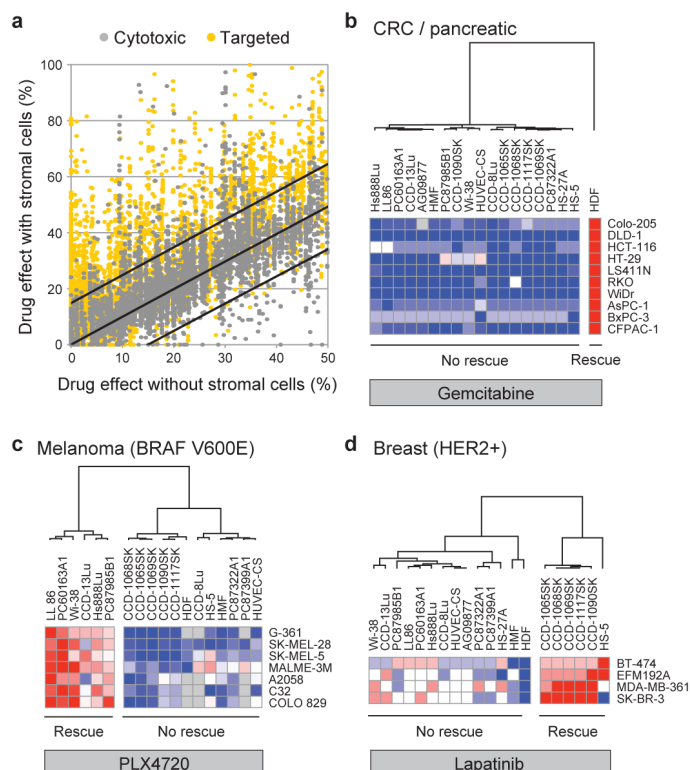 a
Cytotoxic Targeted
Drug effect with stromal cells (%)
100
80
60
40
20
0
0 10 20 30 40 50
Drug effect without stromal cells (%)
b CRC / pancreatic
Hs888Lu
LL86
PC60163A1
CCD-13Lu
AG09877
HMF
PC87985B1
CCD-1090SK
Wi-38
HUVEC-CS
CCD-8Lu
CCD-1065SK
CCD-1068SK
CCD-1117SK
CCD-1069SK
PC87322A1
HS-27A
HS-5
HDF
Colo-205
DLD-1
HCT-116
HT-29
LS411N
RKO
WiDr
AsPC-1
BxPC-3
CFPAC-1
No rescue Rescue
Gemcitabine
c Melanoma (BRAF V600E)
LL 86
PC60163A1
Wi-38
CCD-13Lu
Hs888Lu
PC87985B1
CCD-1068SK
CCD-1065SK
CCD-1069SK
CCD-1090SK
CCD-1117SK
HDF
CCD-8Lu
HS-5
HMF
PC87322A1
PC87399A1
HUVEC-CS
G-361
SK-MEL-28
SK-MEL-5
MALME-3M
A2058
C32
COLO 829
Rescue No rescue
PLX4720
d Breast (HER2+)
Wi-38
CCD-13Lu
PC87985B1
LL86
PC60163A1
Hs888Lu
CCD-8Lu
HUVEC-CS
AG09877
PC87322A1
PC87399A1
HS-27A
HMF
HDF
CCD-1065SK
CCD-1068SK
CCD-1069SK
CCD-1117SK
CCD-1090SK
HS-5
BT-474
EFM192A
MDA-MB-361
SK-BR-3
No rescue Rescue
Lapatinib